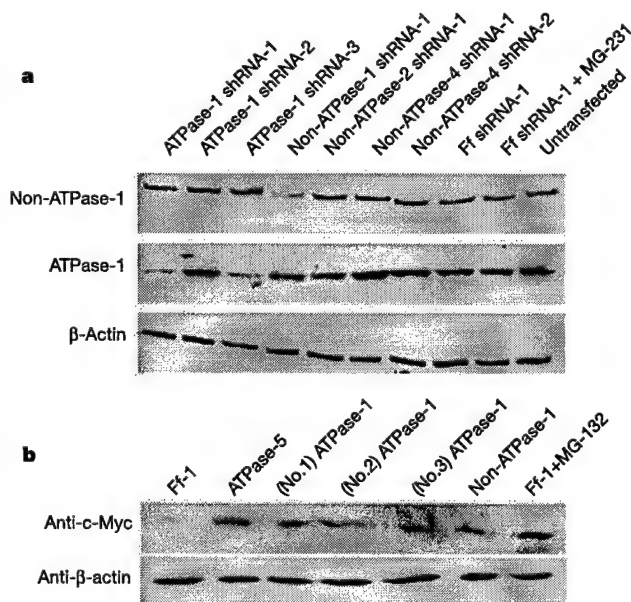 a
ATPase-1 shRNA-1
ATPase-1 shRNA-2
ATPase-1 shRNA-3
Non-ATPase-1 shRNA-1
Non-ATPase-2 shRNA-1
Non-ATPase-4 shRNA-1
Non-ATPase-4 shRNA-2
Ff shRNA-1
Ff shRNA-1 + MG-231
Untransfected
Non-ATPase-1
ATPase-1
β-Actin
b
Ff-1
ATPase-5
(No.1) ATPase-1
(No.2) ATPase-1
(No.3) ATPase-1
Non-ATPase-1
Ff-1+MG-132
Anti-c-Myc
Anti-β-actin